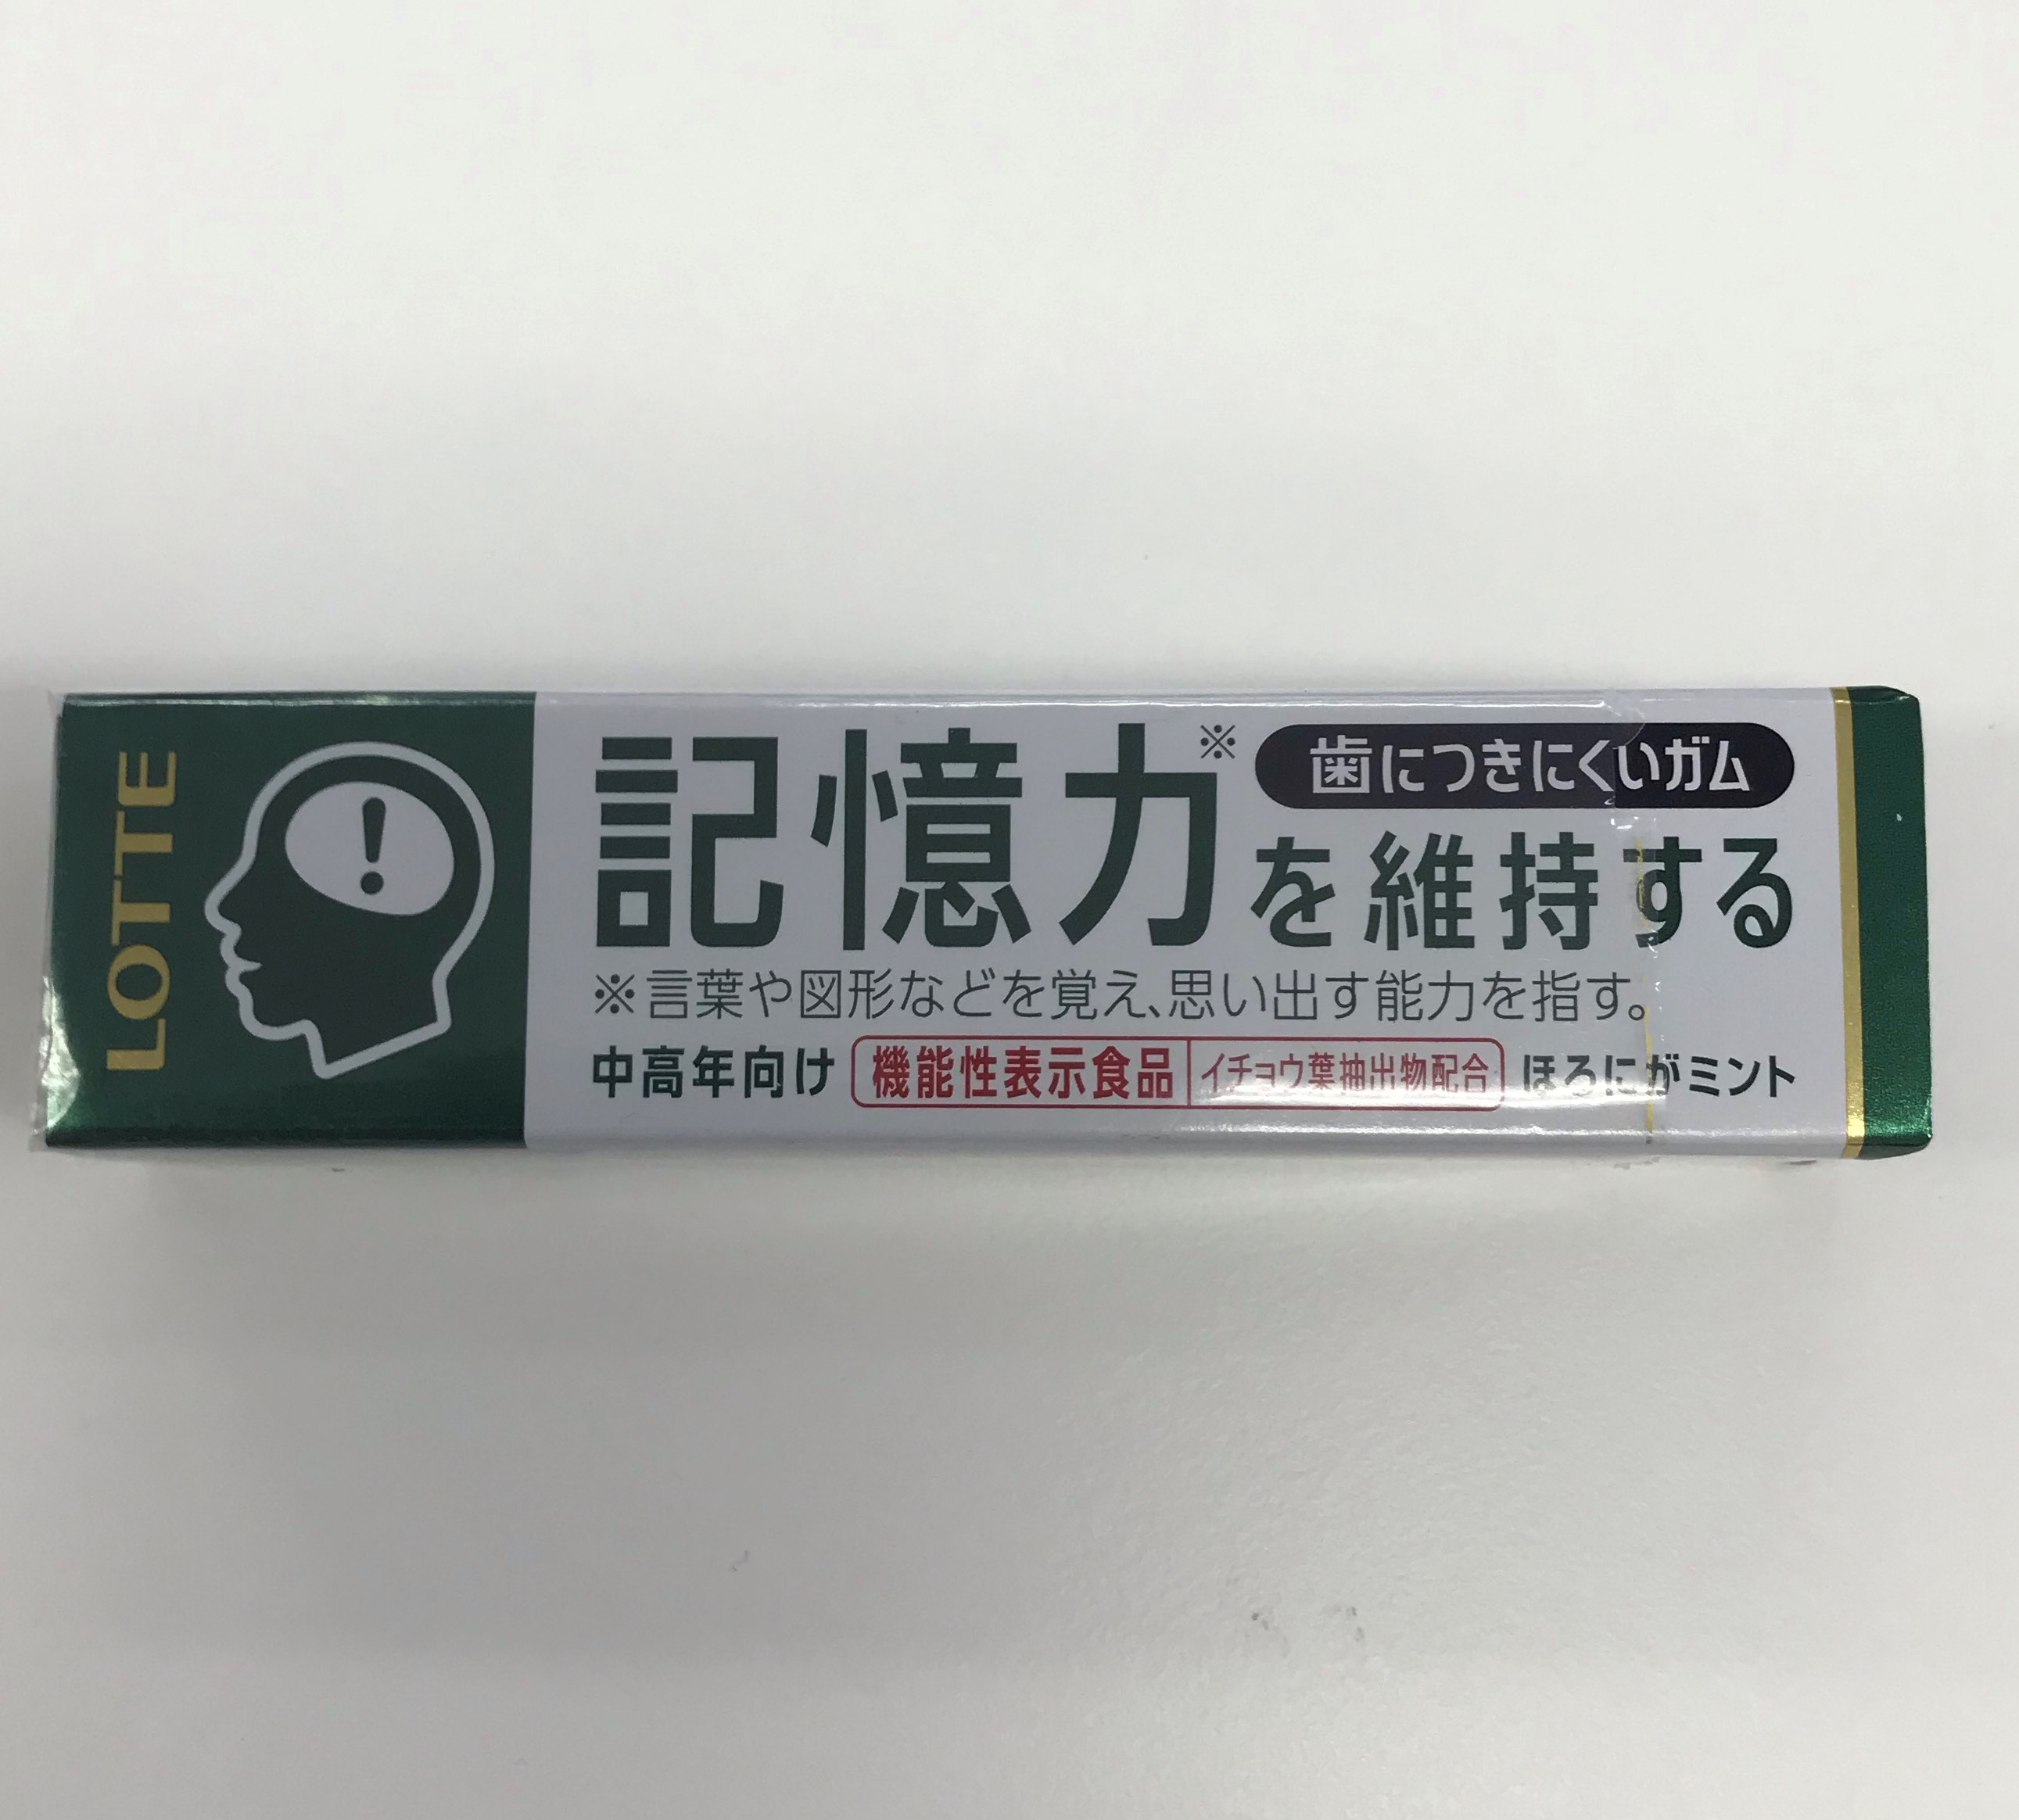 LOTTE
!
歯につきにくいガム
記憶力※を維持する
※言葉や図形などを覚え、思い出す能力を指す。
中高年向け 機能性表示食品 イチョウ葉抽出物配合 ほろにがミント